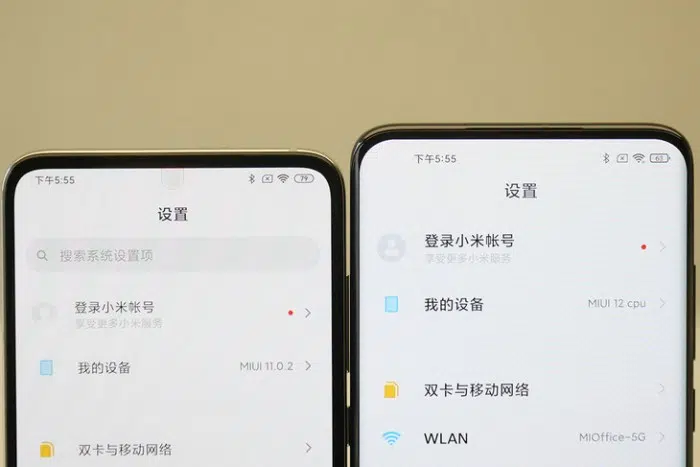 下午5:55
79
设置
搜索系统设置项
登录小米帐号
享受更多小米服务
我的设备
MIUI 11.0.2
双卡与移动网络
下午5:55
63
设置
登录小米帐号
享受更多小米服务
我的设备
MIUI 12 cpu
双卡与移动网络
WLAN
MIOffice-5G